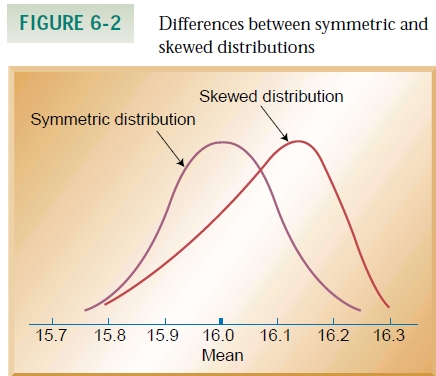 FIGURE 6-2
Differences between symmetric and
skewed distributions
Skewed distribution
Symmetric distribution
15.7 15.8 15.9 16.0 16.1 16.2 16.3
Mean